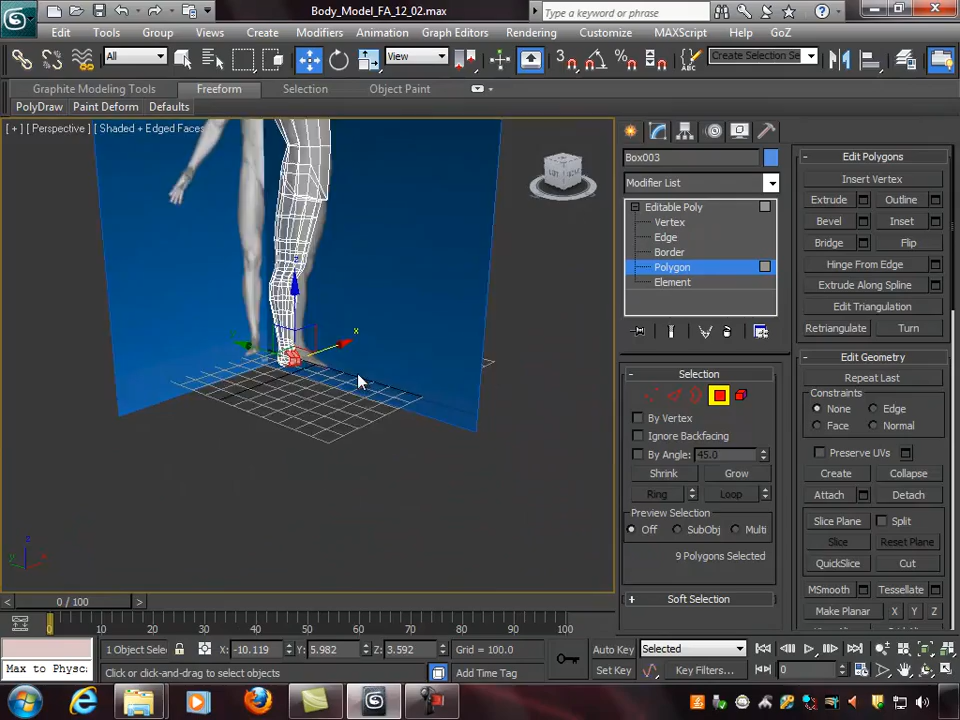 Body_Model_FA_12_02.max
Type a keyword or phrase
Edit Tools Group Views Create Modifiers Animation Graph Editors Rendering Customize MAXScript Help GoZ
All View 3 Create Selection Se
Graphite Modeling Tools Freeform Selection Object Paint
PolyDraw Paint Deform Defaults
[ + ] [ Perspective ] [ Shaded + Edged Faces
x
z
Box003
Modifier List
Editable Poly
Vertex
Edge
Border
Polygon
Element
Selection
By Vertex
Ignore Backfacing
By Angle: 45.0
Shrink Grow
Ring Loop
Preview Selection
Off SubObj Multi
9 Polygons Selected
Soft Selection
Edit Polygons
Insert Vertex
Extrude Outline
Bevel Inset
Bridge Flip
Hinge From Edge
Extrude Along Spline
Edit Triangulation
Retriangulate Turn
Edit Geometry
Repeat Last
Constraints
None Edge
Face Normal
Preserve UVs
Create Collapse
Attach Detach
Slice Plane Split
Slice Reset Plane
QuickSlice Cut
MSmooth Tessellate
Make Planar X Y Z
0 / 100
0 10 20 30 40 50 60 70 80 90 100
1 Object Selec X: -10.119 Y: 5.982 Z: 3.592 Grid = 100.0 Auto Key Selected
Max to Physc Click or click-and-drag to select objects Add Time Tag Set Key Key Filters... 0